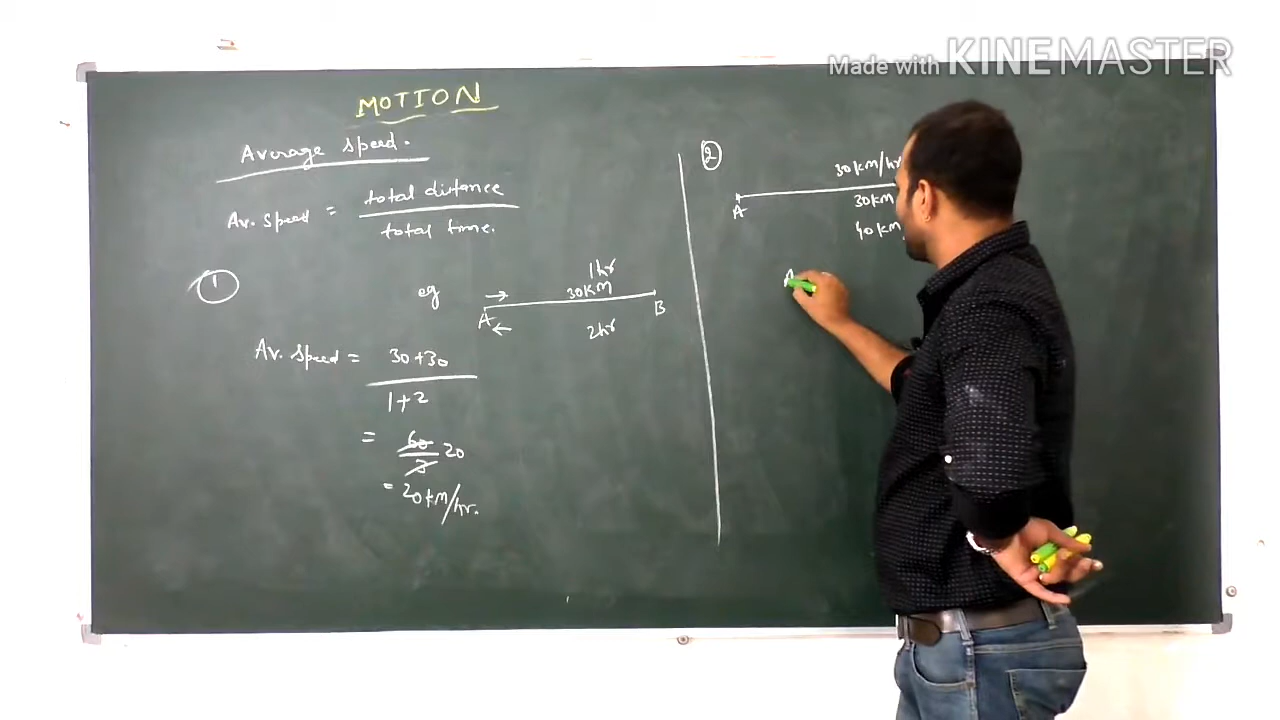 Made with KINEMASTER
MOTION
Average speed.
Av. speed = total distance
total time.
1
eg
1hr
→ 30KM
A B
← 2hr
Av. speed = 30+30
1+2
= 60 20
3
= 20km/hr.
2
30km/hr
30km
A
40km
A